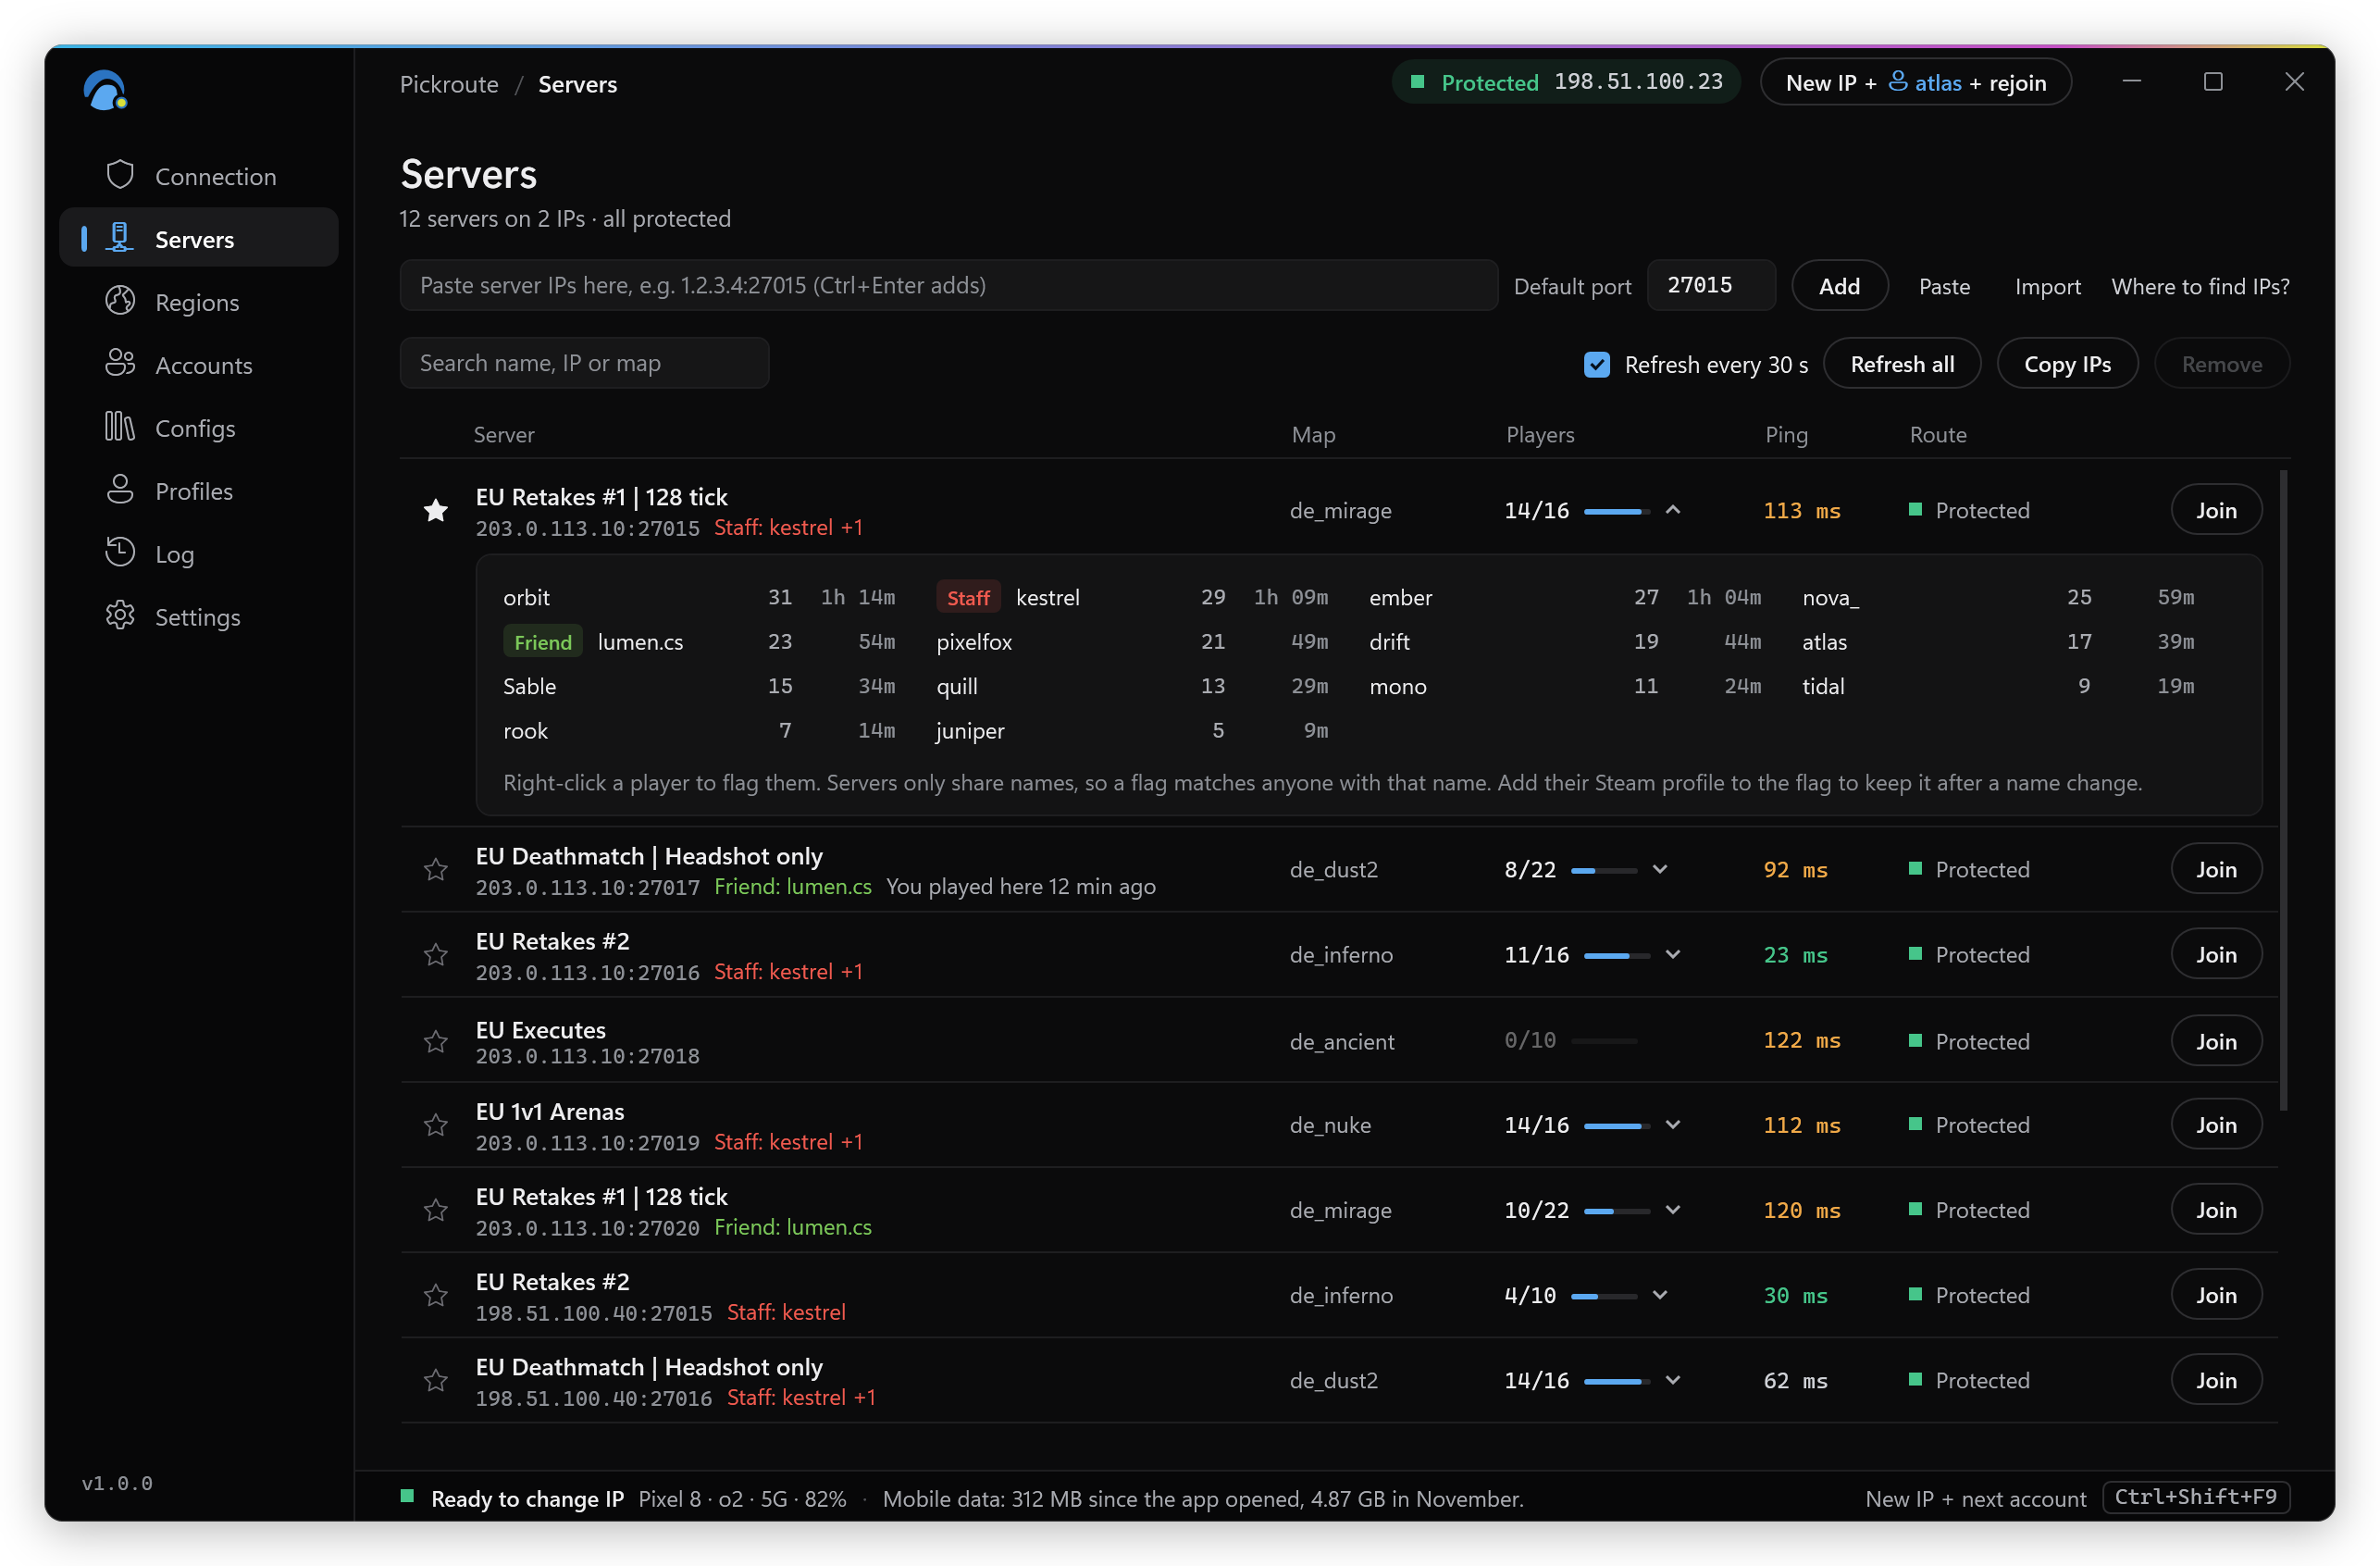 Pickroute / Servers
Protected 198.51.100.23
New IP + atlas + rejoin
Connection
Servers
Regions
Accounts
Configs
Profiles
Log
Settings
v1.0.0
Servers
12 servers on 2 IPs · all protected
Paste server IPs here, e.g. 1.2.3.4:27015 (Ctrl+Enter adds)
Default port 27015 Add Paste Import Where to find IPs?
Search name, IP or map
Refresh every 30 s Refresh all Copy IPs Remove
Server Map Players Ping Route
EU Retakes #1 | 128 tick
203.0.113.10:27015 Staff: kestrel +1
de_mirage 14/16 113 ms Protected Join
orbit 31 1h 14m Staff kestrel 29 1h 09m ember 27 1h 04m nova_ 25 59m
Friend lumen.cs 23 54m pixelfox 21 49m drift 19 44m atlas 17 39m
Sable 15 34m quill 13 29m mono 11 24m tidal 9 19m
rook 7 14m juniper 5 9m
Right-click a player to flag them. Servers only share names, so a flag matches anyone with that name. Add their Steam profile to the flag to keep it after a name change.
EU Deathmatch | Headshot only
203.0.113.10:27017 Friend: lumen.cs You played here 12 min ago
de_dust2 8/22 92 ms Protected Join
EU Retakes #2
203.0.113.10:27016 Staff: kestrel +1
de_inferno 11/16 23 ms Protected Join
EU Executes
203.0.113.10:27018
de_ancient 0/10 122 ms Protected Join
EU 1v1 Arenas
203.0.113.10:27019 Staff: kestrel +1
de_nuke 14/16 112 ms Protected Join
EU Retakes #1 | 128 tick
203.0.113.10:27020 Friend: lumen.cs
de_mirage 10/22 120 ms Protected Join
EU Retakes #2
198.51.100.40:27015 Staff: kestrel
de_inferno 4/10 30 ms Protected Join
EU Deathmatch | Headshot only
198.51.100.40:27016 Staff: kestrel +1
de_dust2 14/16 62 ms Protected Join
Ready to change IP Pixel 8 · o2 · 5G · 82% · Mobile data: 312 MB since the app opened, 4.87 GB in November.
New IP + next account Ctrl+Shift+F9